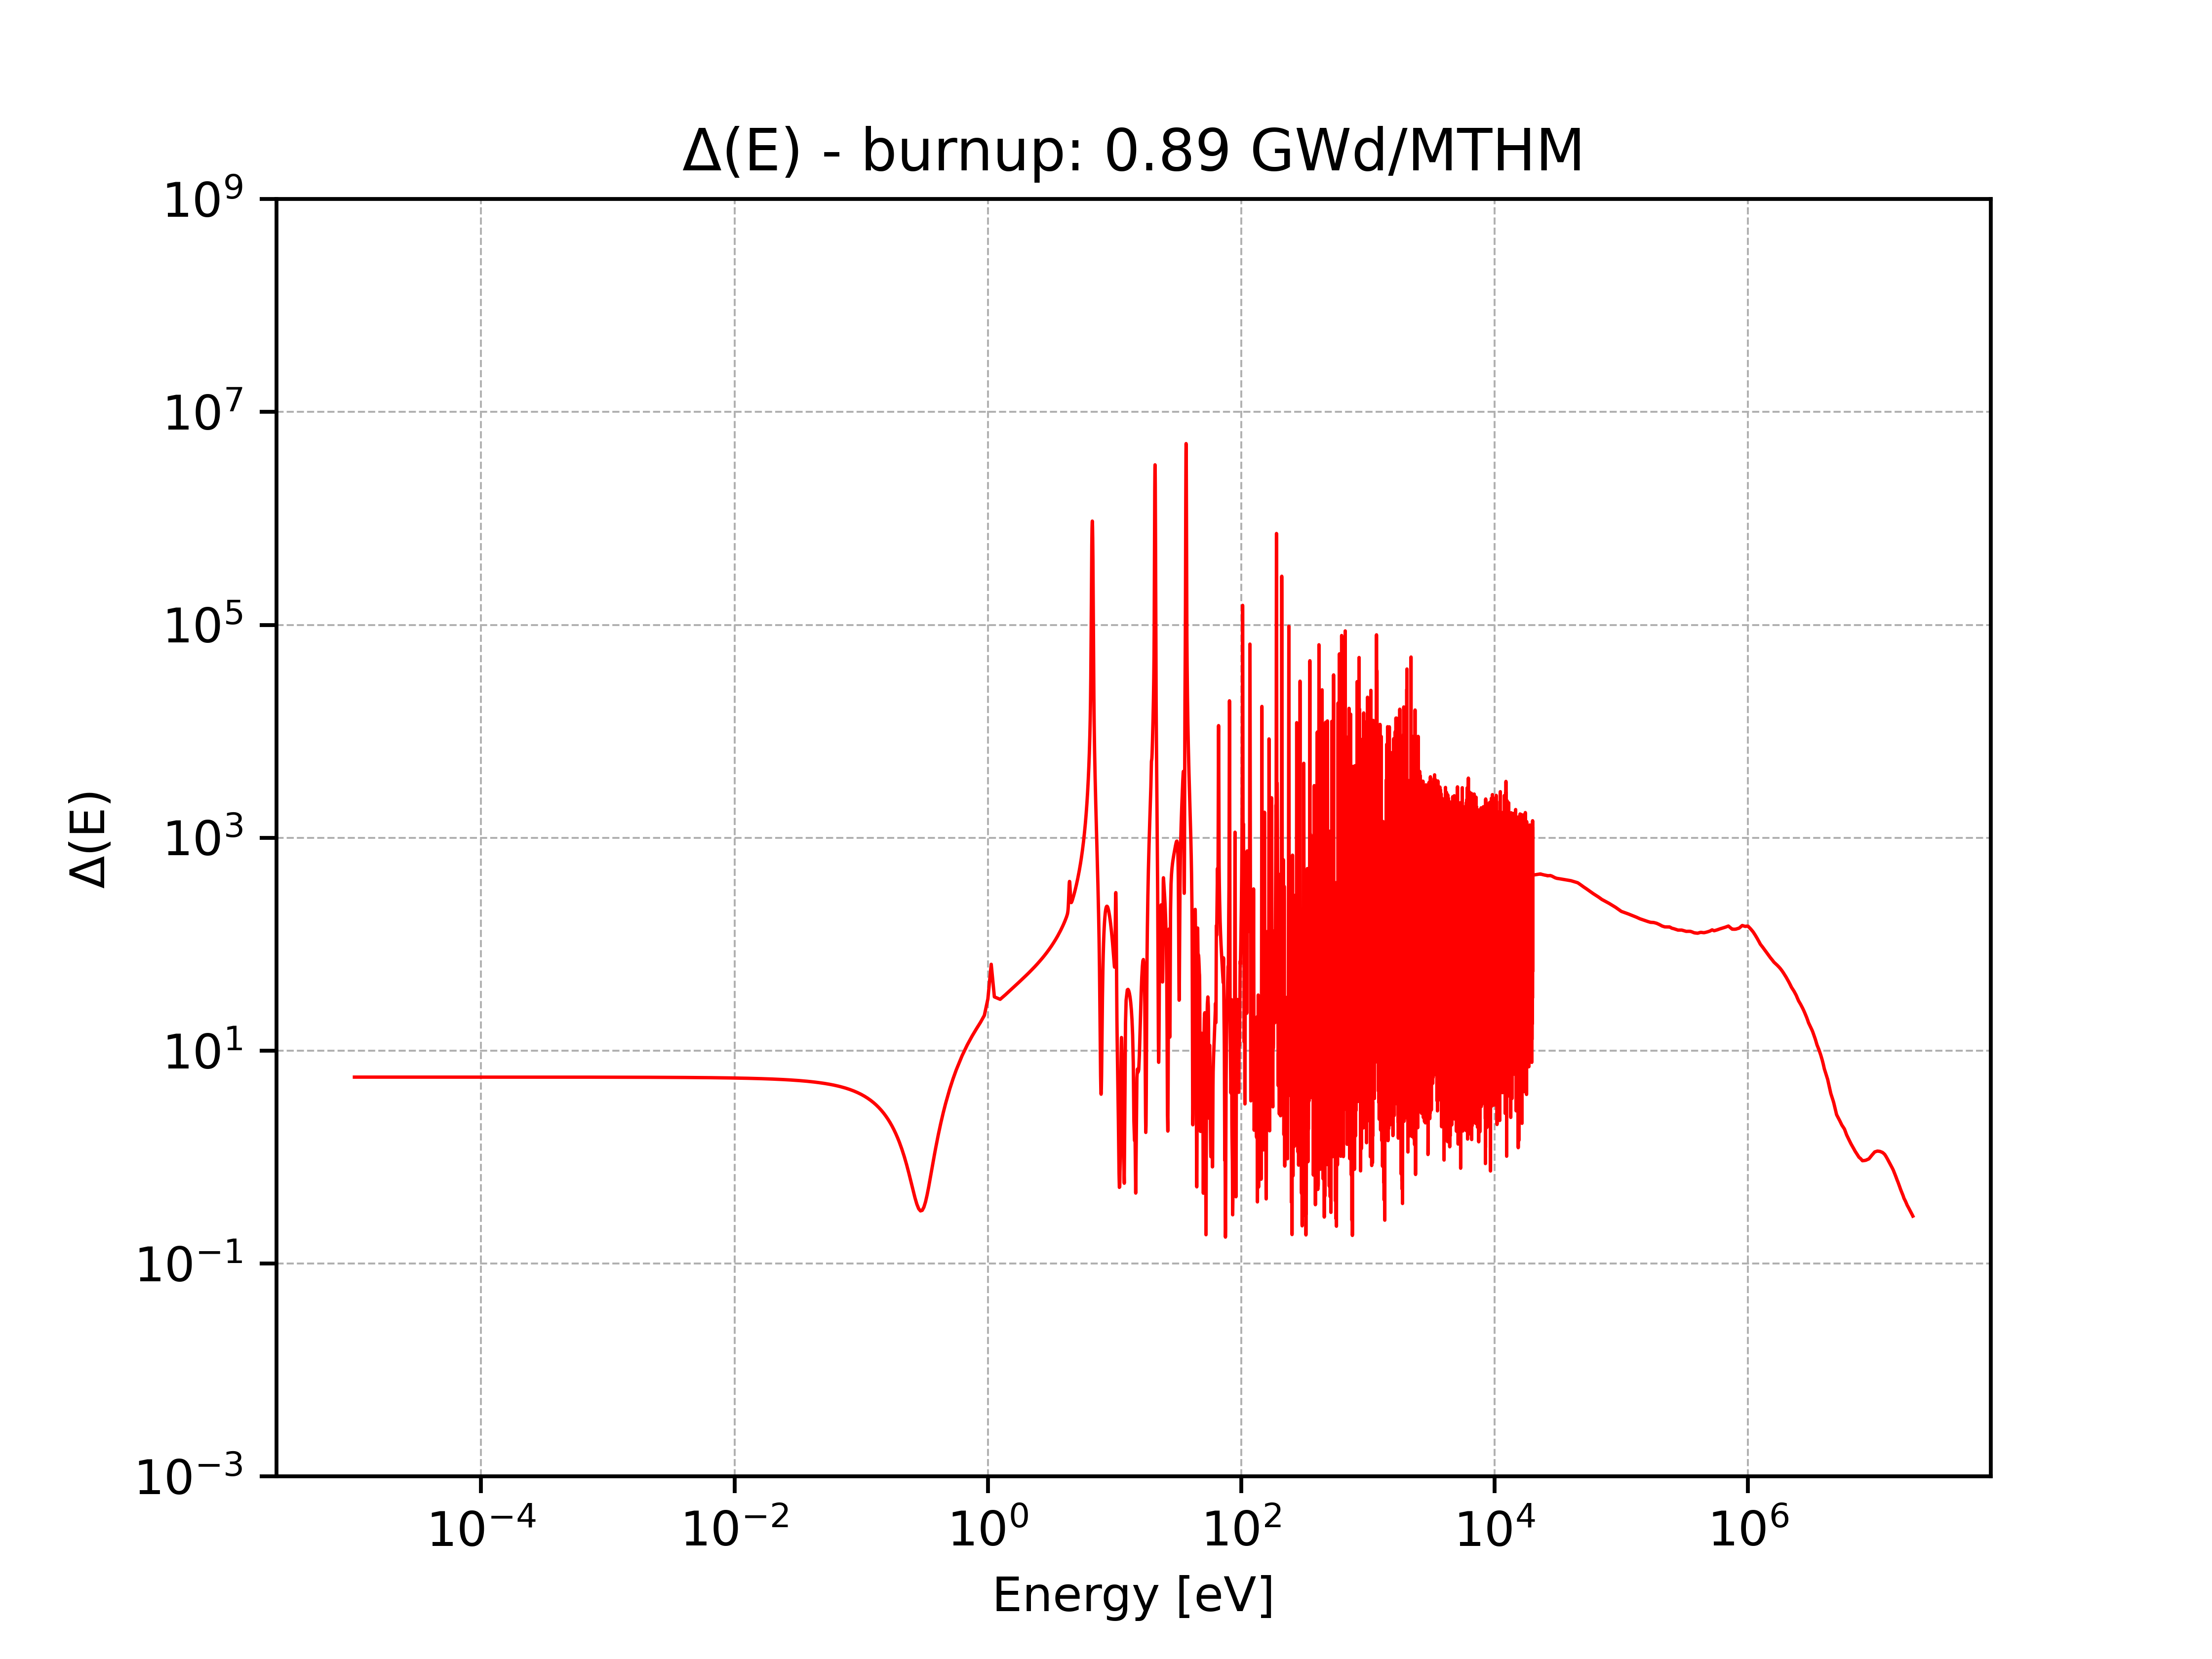 Δ(E) - burnup: 0.89 GWd/MTHM
10⁹
10⁷
10⁵
10³
10¹
10⁻¹
10⁻³
Δ(E)
10⁻⁴ 10⁻² 10⁰ 10² 10⁴ 10⁶
Energy [eV]